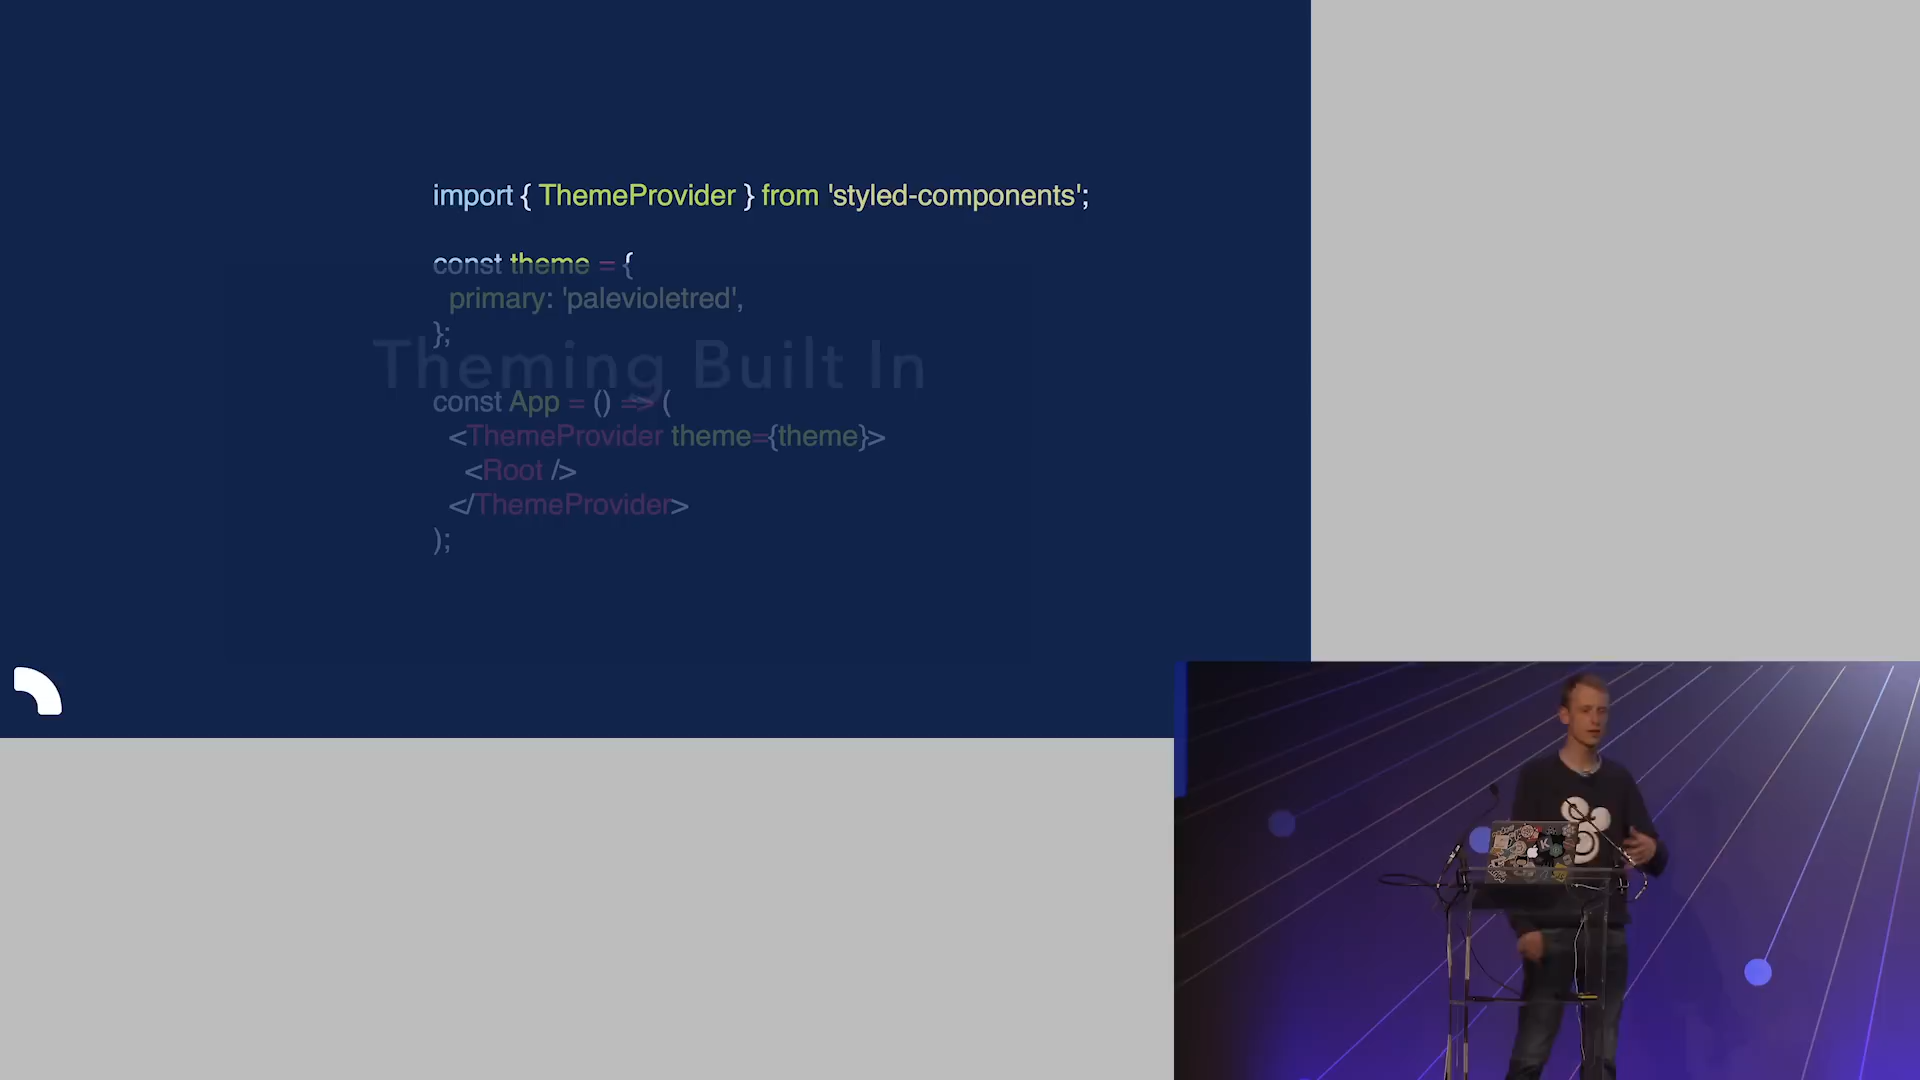 import { ThemeProvider } from 'styled-components';
const theme = {
primary: 'palevioletred',
};
Theming Built In
const App = () => (
<ThemeProvider theme={theme}>
<Root />
</ThemeProvider>
);